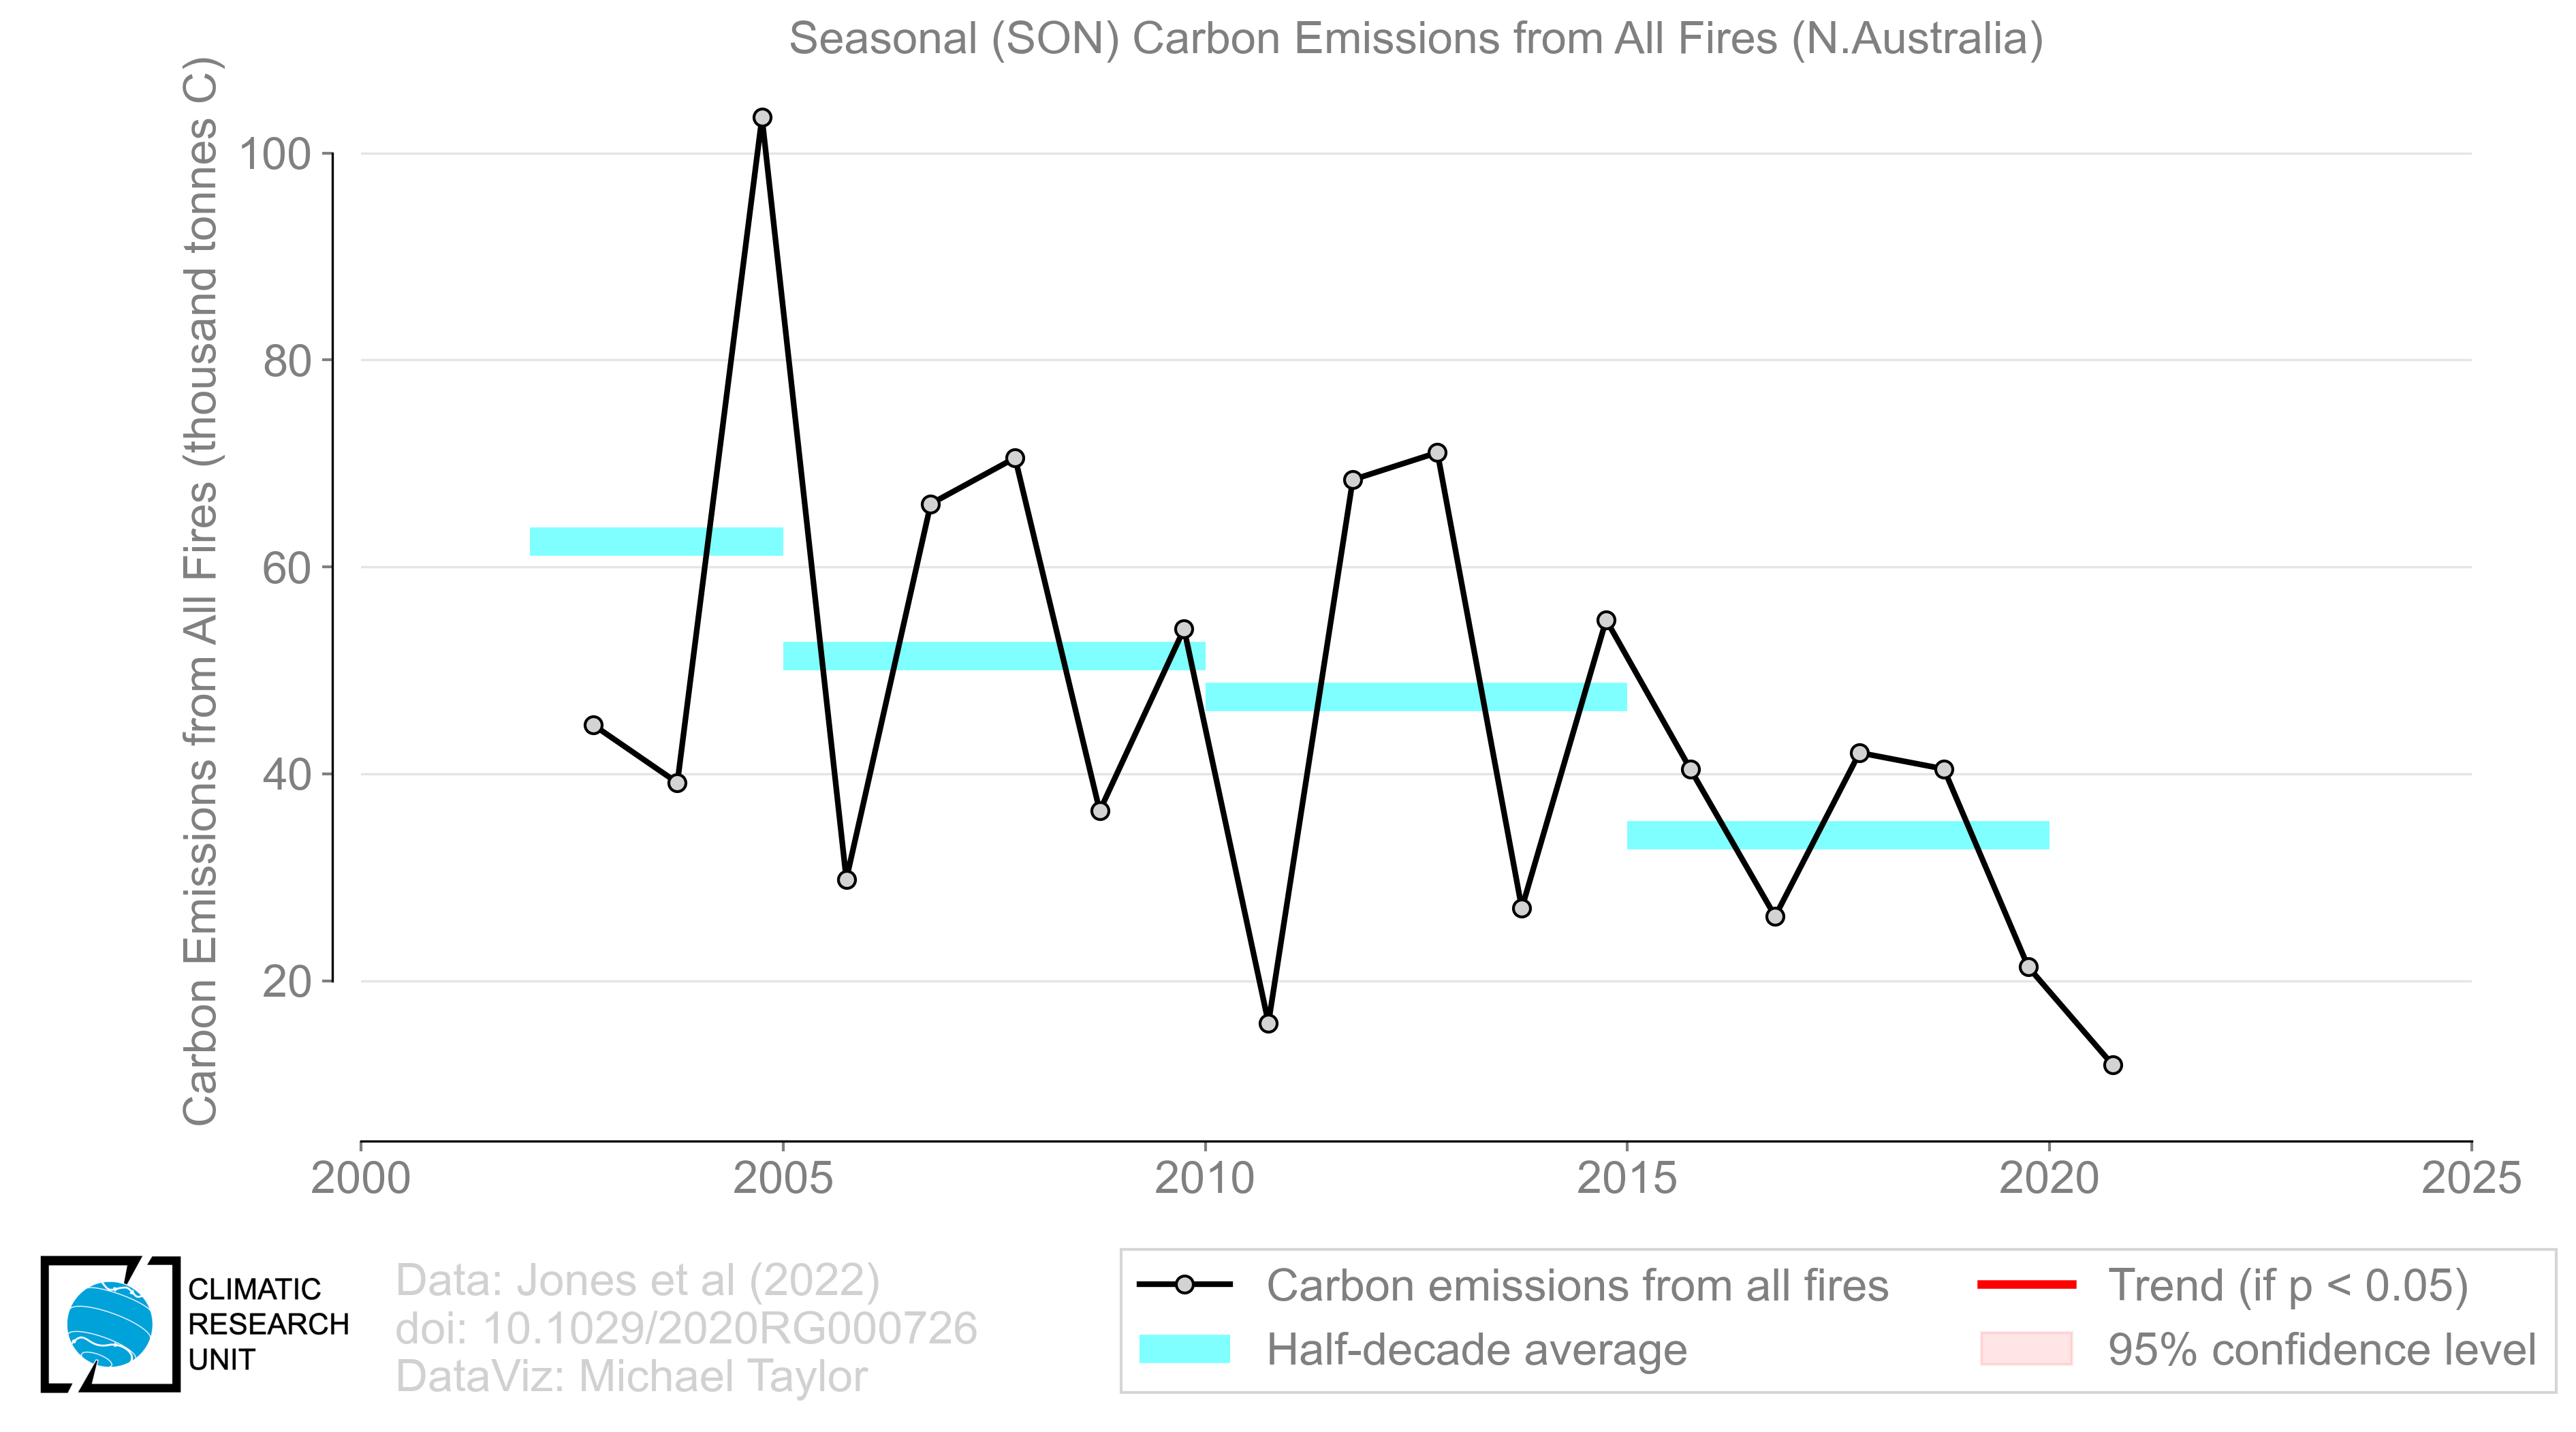 Seasonal (SON) Carbon Emissions from All Fires (N.Australia)
Carbon Emissions from All Fires (thousand tonnes C)
100
80
60
40
20
2000 2005 2010 2015 2020 2025
CLIMATIC
RESEARCH
UNIT
Data: Jones et al (2022)
doi: 10.1029/2020RG000726
DataViz: Michael Taylor
Carbon emissions from all fires
Half-decade average
Trend (if p < 0.05)
95% confidence level